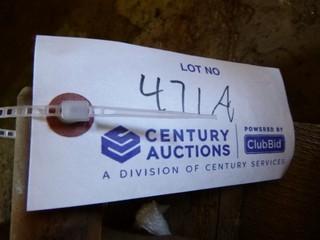 LOT NO
471A
CENTURY AUCTIONS
POWERED BY
ClubBid
A DIVISION OF CENTURY SERVICES